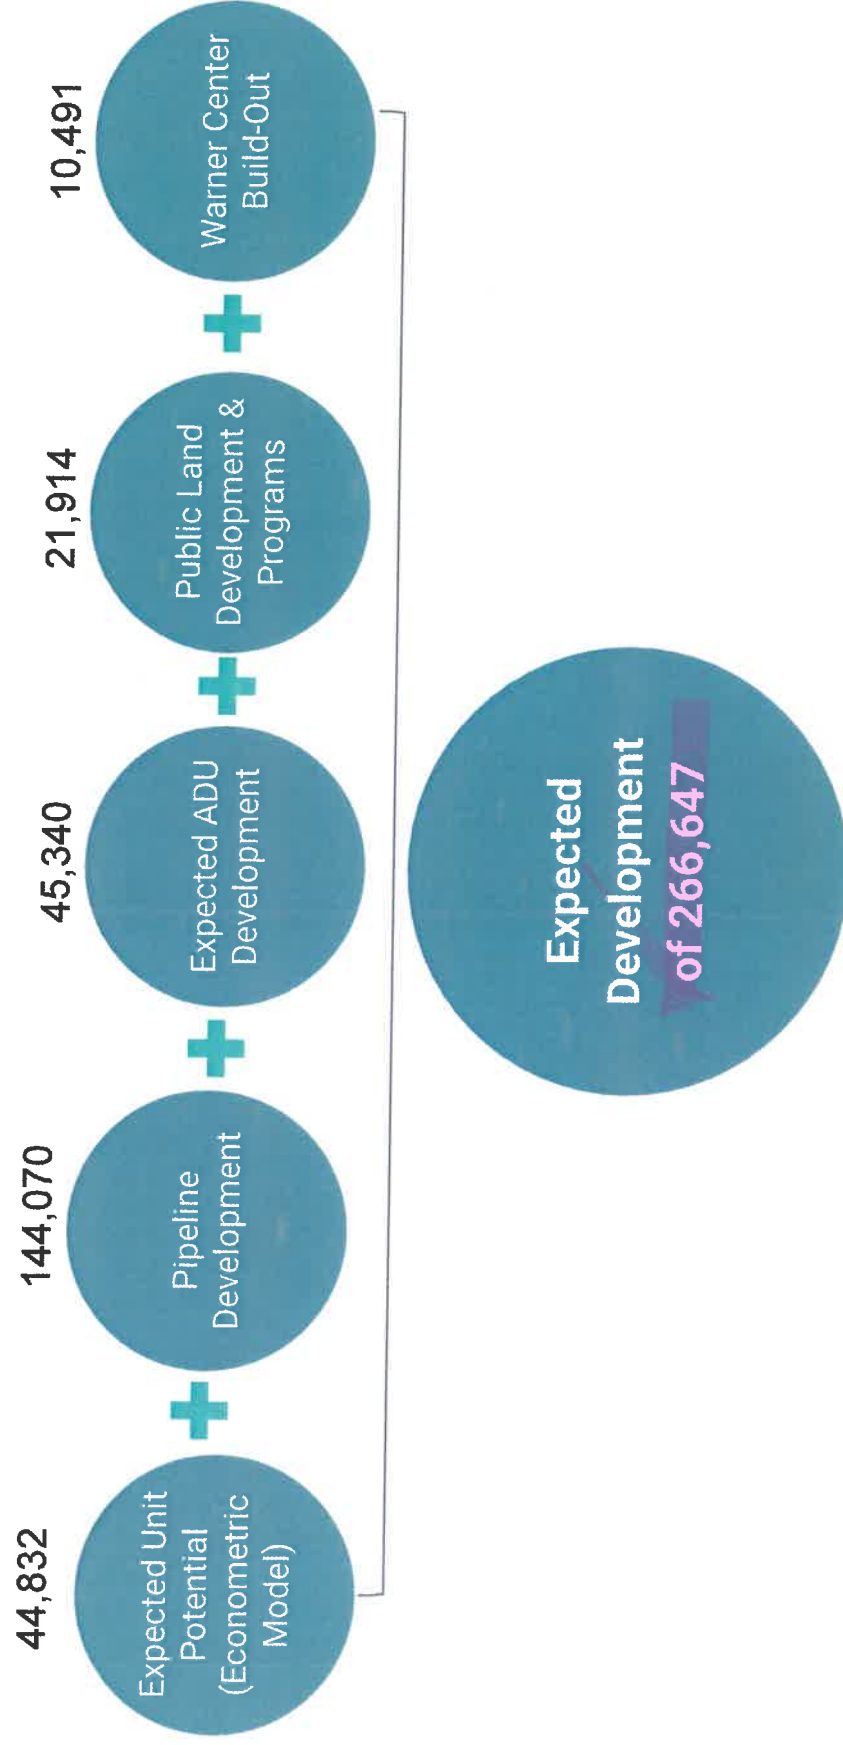 44,832
Expected Unit
Potential
(Econometric
Model)
144,070
Pipeline
Development
45,340
Expected ADU
Development
21,914
Public Land
Development &
Programs
10,491
Warner Center
Build-Out
Expected
Development
of 266,647